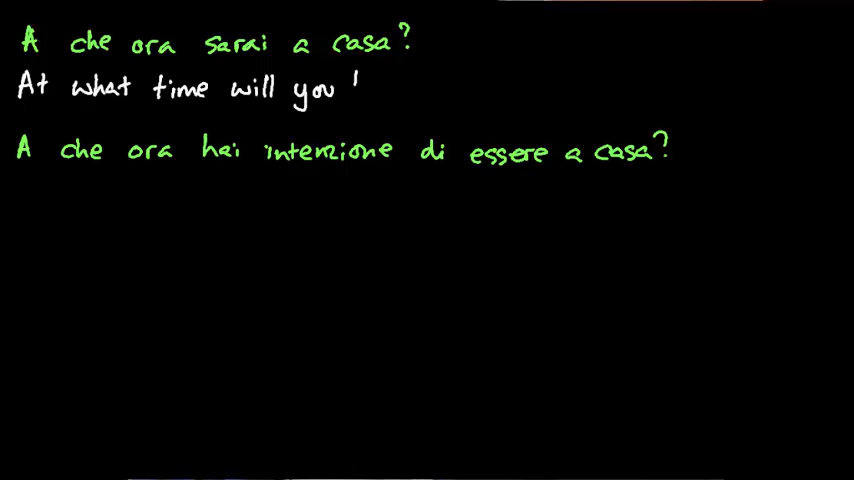 A che ora sarai a casa?
At what time will you
A che ora hai intenzione di essere a casa?